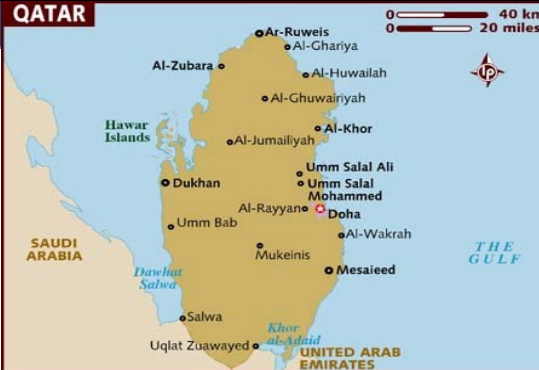 QATAR
0 40 km
0 20 miles
Ar-Ruweis
Al-Ghariya
Al-Zubara
Al-Huwailah
Al-Ghuwairiyah
Hawar
Islands
Al-Khor
Al-Jumailiyah
Umm Salal Ali
Dukhan
Umm Salal
Mohammed
Al-Rayyan
Doha
Umm Bab
Al-Wakrah
SAUDI
ARABIA
Mukeinis
THE
GULF
Dawhat
Salwa
Mesaieed
Salwa
Khor
al-Adaid
Uqlat Zuawayed
UNITED ARAB
EMIRATES